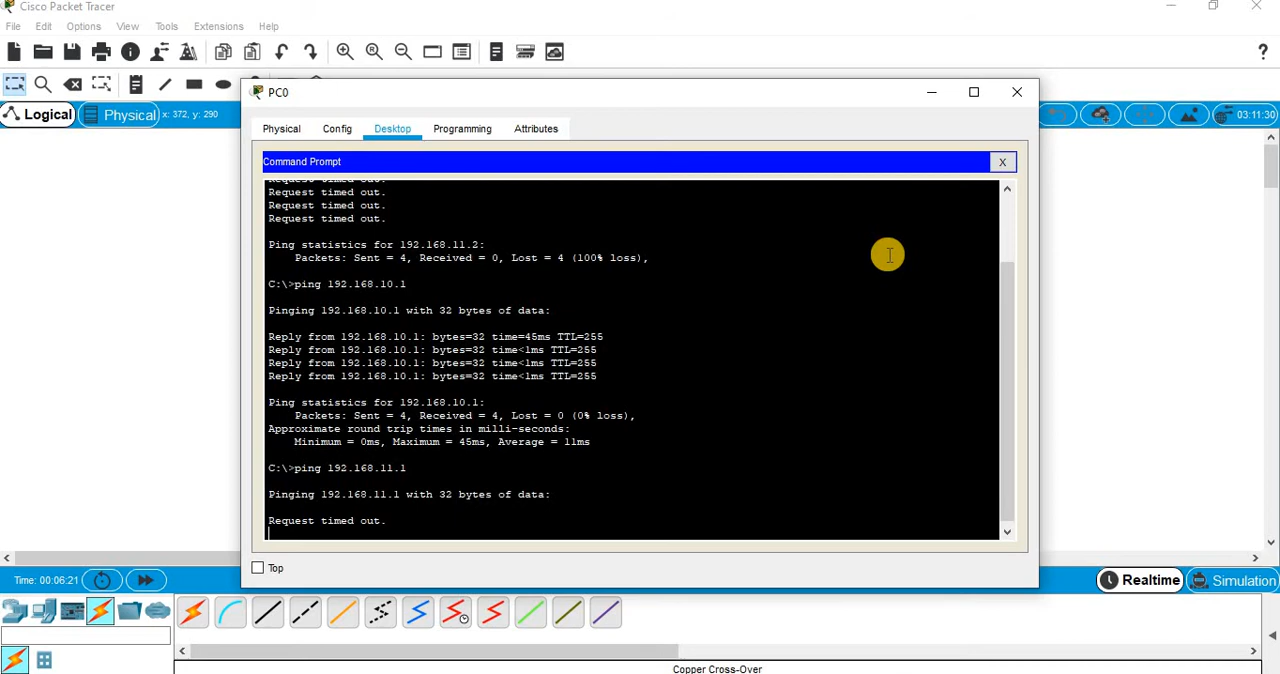 Cisco Packet Tracer
File Edit Options View Tools Extensions Help
Logical Physical x: 372, y: 290 03:11:30
PC0
Physical Config Desktop Programming Attributes
Command Prompt X
Request timed out.
Request timed out.
Request timed out.
Request timed out.
Ping statistics for 192.168.11.2:
Packets: Sent = 4, Received = 0, Lost = 4 (100% loss),
C:\>ping 192.168.10.1
Pinging 192.168.10.1 with 32 bytes of data:
Reply from 192.168.10.1: bytes=32 time=45ms TTL=255
Reply from 192.168.10.1: bytes=32 time<1ms TTL=255
Reply from 192.168.10.1: bytes=32 time<1ms TTL=255
Reply from 192.168.10.1: bytes=32 time<1ms TTL=255
Ping statistics for 192.168.10.1:
Packets: Sent = 4, Received = 4, Lost = 0 (0% loss),
Approximate round trip times in milli-seconds:
Minimum = 0ms, Maximum = 45ms, Average = 11ms
C:\>ping 192.168.11.1
Pinging 192.168.11.1 with 32 bytes of data:
Request timed out.
Top
Time: 00:06:21 Realtime Simulation
Copper Cross-Over